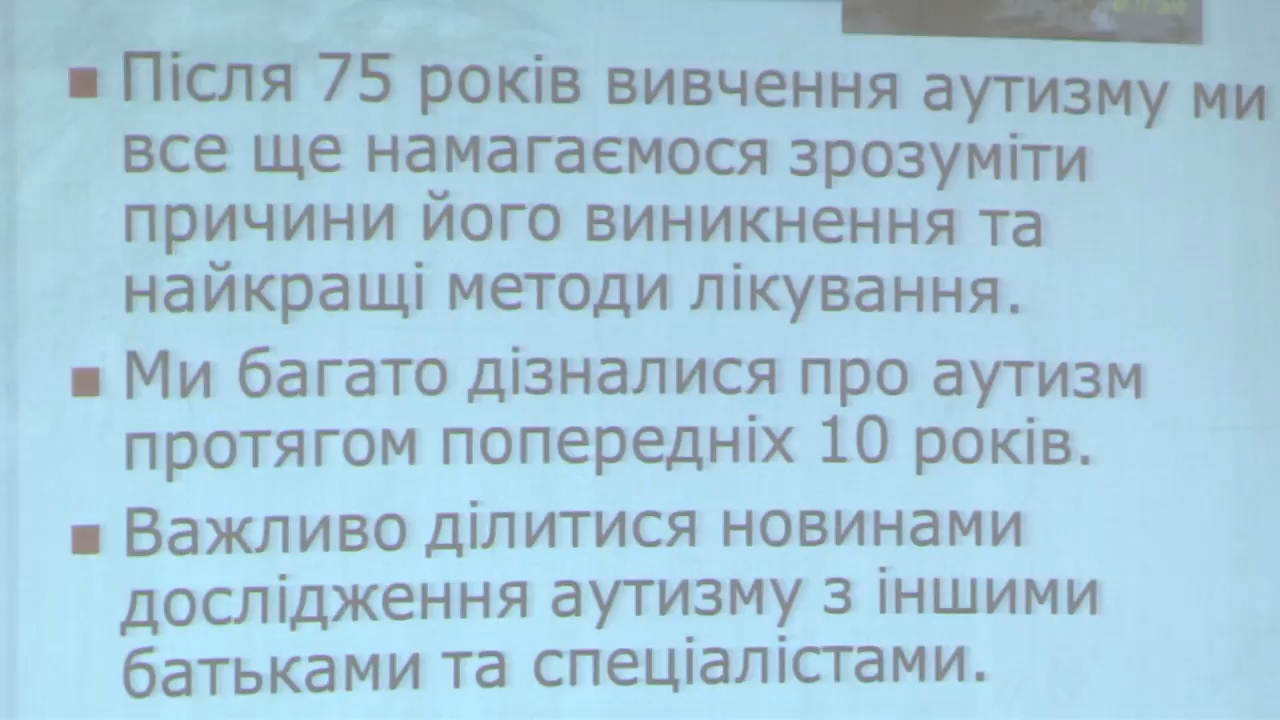 ■ Після 75 років вивчення аутизму ми
все ще намагаємося зрозуміти
причини його виникнення та
найкращі методи лікування.
■ Ми багато дізналися про аутизм
протягом попередніх 10 років.
■ Важливо ділитися новинами
дослідження аутизму з іншими
батьками та спеціалістами.